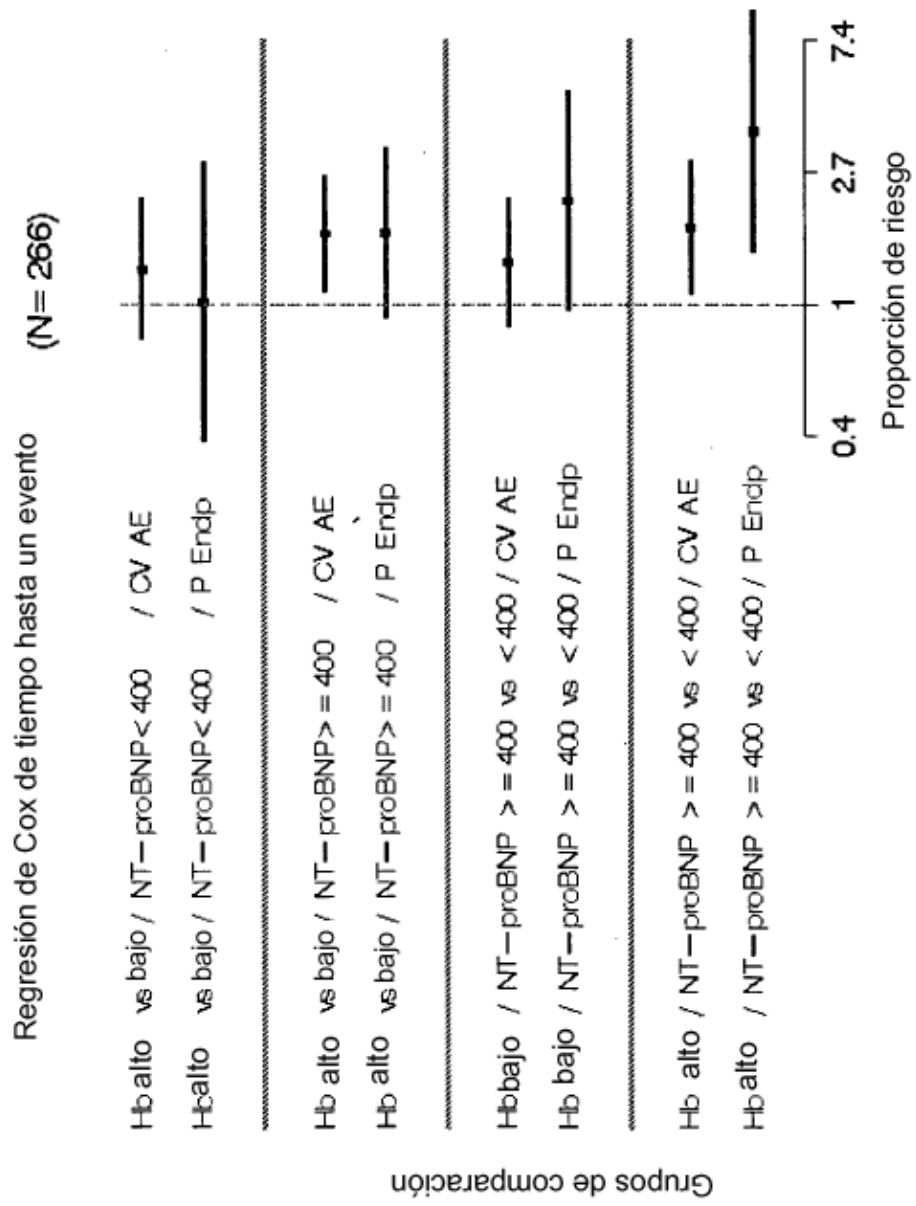 Regresión de Cox de tiempo hasta un evento (N= 266)
Grupos de comparación
Hb alto vs bajo / NT-proBNP<400 / CV AE
Hb alto vs bajo / NT-proBNP<400 / P Endp
Hb alto vs bajo / NT-proBNP>=400 / CV AE
Hb alto vs bajo / NT-proBNP>=400 / P Endp
Hb bajo / NT-proBNP >=400 vs <400 / CV AE
Hb bajo / NT-proBNP >=400 vs <400 / P Endp
Hb alto / NT-proBNP >=400 vs <400 / CV AE
Hb alto / NT-proBNP >=400 vs <400 / P Endp
0.4 1 2.7 7.4
Proporción de riesgo